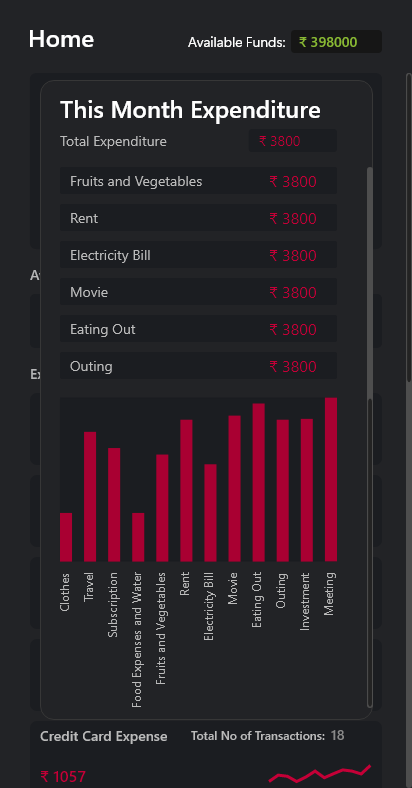 Home
Available Funds: ₹ 398000
This Month Expenditure
Total Expenditure ₹ 3800
Fruits and Vegetables ₹ 3800
Rent ₹ 3800
Electricity Bill ₹ 3800
Movie ₹ 3800
Eating Out ₹ 3800
Outing ₹ 3800
Clothes
Travel
Subscription
Food Expenses and Water
Fruits and Vegetables
Rent
Electricity Bill
Movie
Eating Out
Outing
Investment
Meeting
Credit Card Expense Total No of Transactions: 18
₹ 1057